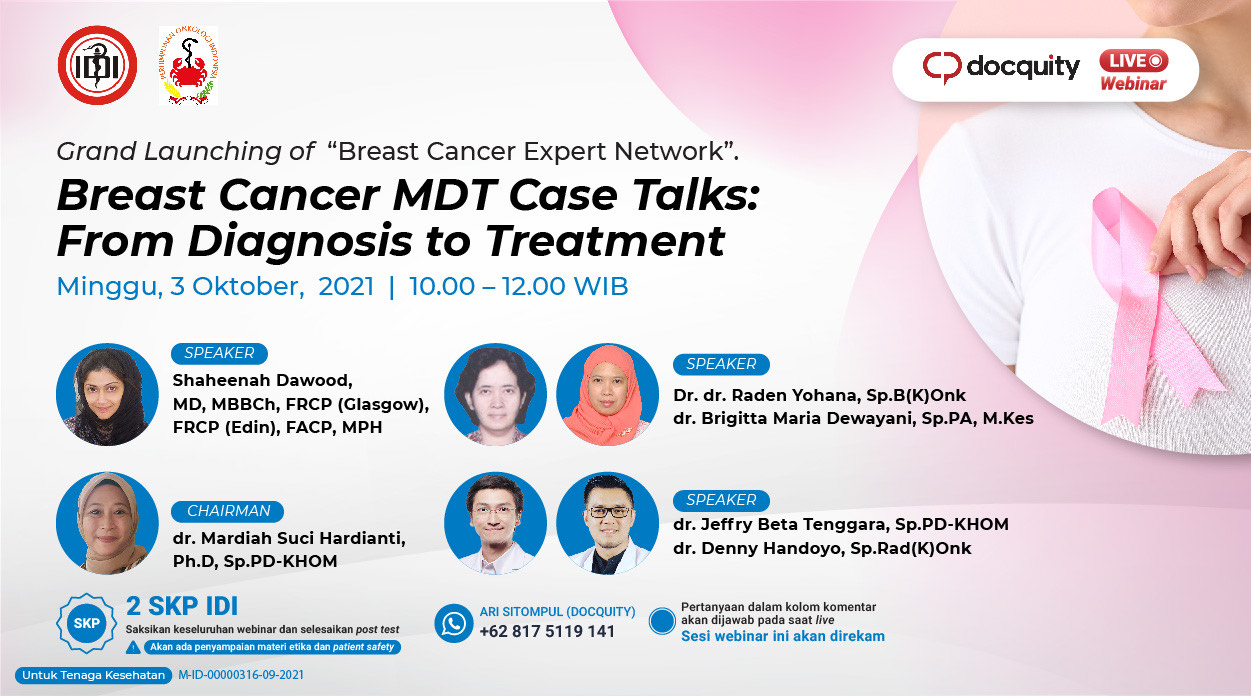 IDI
PERHIMPUNAN ONKOLOGI INDONESIA
docquity
LIVE
Webinar
Grand Launching of “Breast Cancer Expert Network”.
Breast Cancer MDT Case Talks:
From Diagnosis to Treatment
Minggu, 3 Oktober, 2021 | 10.00 – 12.00 WIB
SPEAKER
Shaheenah Dawood,
MD, MBBCh, FRCP (Glasgow),
FRCP (Edin), FACP, MPH
SPEAKER
Dr. dr. Raden Yohana, Sp.B(K)Onk
dr. Brigitta Maria Dewayani, Sp.PA, M.Kes
CHAIRMAN
dr. Mardiah Suci Hardianti,
Ph.D, Sp.PD-KHOM
SPEAKER
dr. Jeffry Beta Tenggara, Sp.PD-KHOM
dr. Denny Handoyo, Sp.Rad(K)Onk
SKP
2 SKP IDI
Saksikan keseluruhan webinar dan selesaikan post test
Akan ada penyampaian materi etika dan patient safety
ARI SITOMPUL (DOCQUITY)
+62 817 5119 141
Pertanyaan dalam kolom komentar
akan dijawab pada saat live
Sesi webinar ini akan direkam
Untuk Tenaga Kesehatan
M-ID-00000316-09-2021